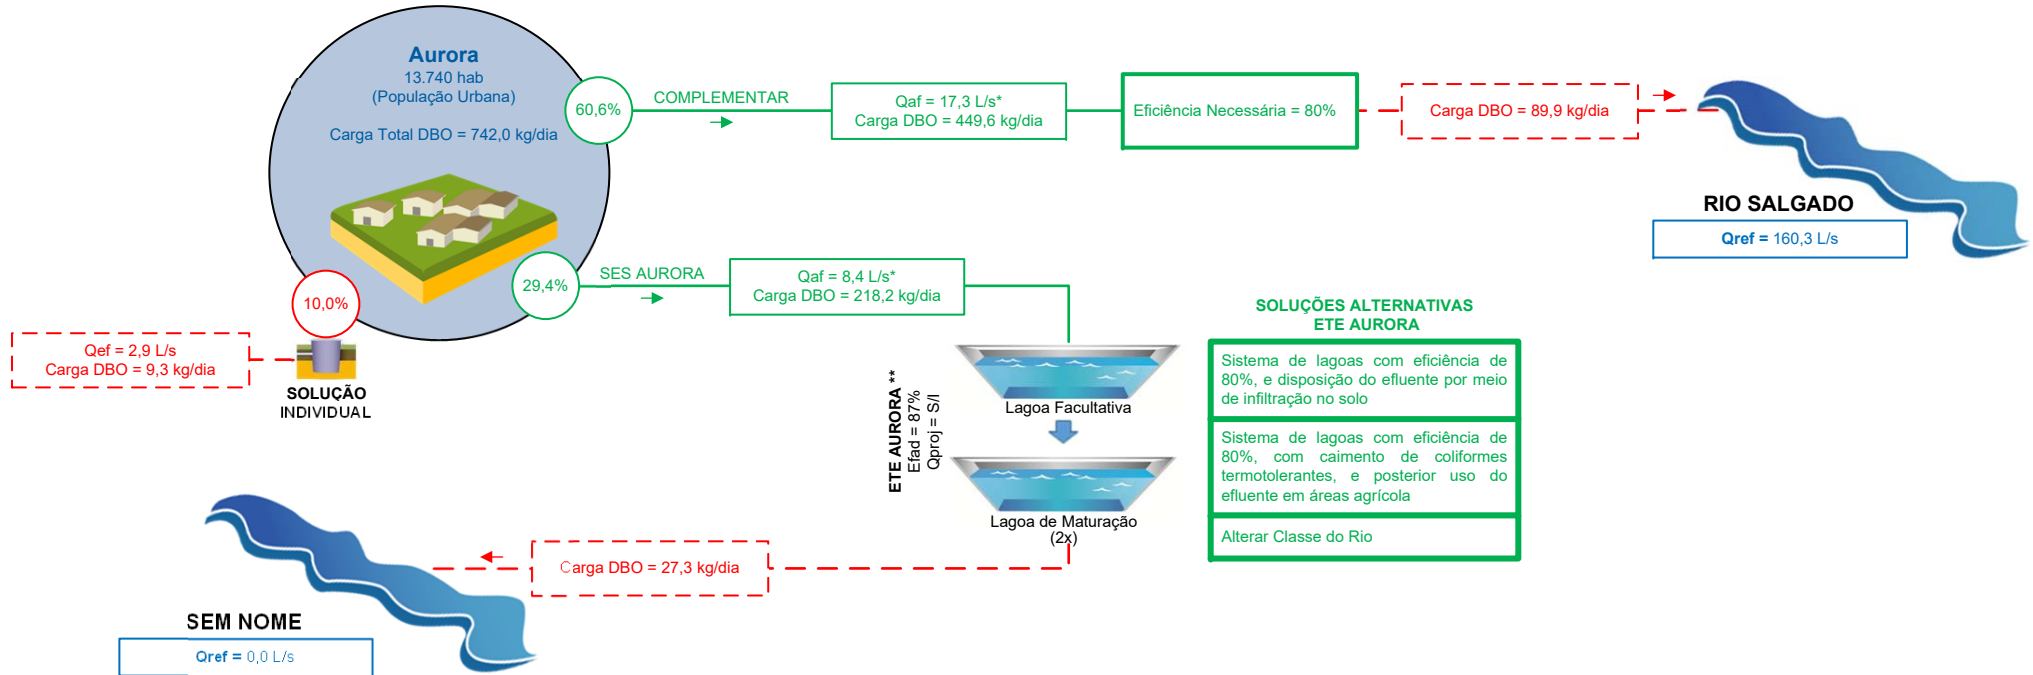 Aurora
13.740 hab
(População Urbana)
Carga Total DBO = 742,0 kg/dia
60,6%
COMPLEMENTAR
Qaf = 17,3 L/s*
Carga DBO = 449,6 kg/dia
Eficiência Necessária = 80%
Carga DBO = 89,9 kg/dia
RIO SALGADO
Qref = 160,3 L/s
29,4%
SES AURORA
Qaf = 8,4 L/s*
Carga DBO = 218,2 kg/dia
10,0%
Qef = 2,9 L/s
Carga DBO = 9,3 kg/dia
SOLUÇÃO
INDIVIDUAL
ETE AURORA **
Efad = 87%
Qproj = S/I
Lagoa Facultativa
Lagoa de Maturação
(2x)
SOLUÇÕES ALTERNATIVAS
ETE AURORA
Sistema de lagoas com eficiência de
80%, e disposição do efluente por meio
de infiltração no solo
Sistema de lagoas com eficiência de
80%, com caimento de coliformes
termotolerantes, e posterior uso do
efluente em áreas agrícola
Alterar Classe do Rio
Carga DBO = 27,3 kg/dia
SEM NOME
Qref = 0,0 L/s